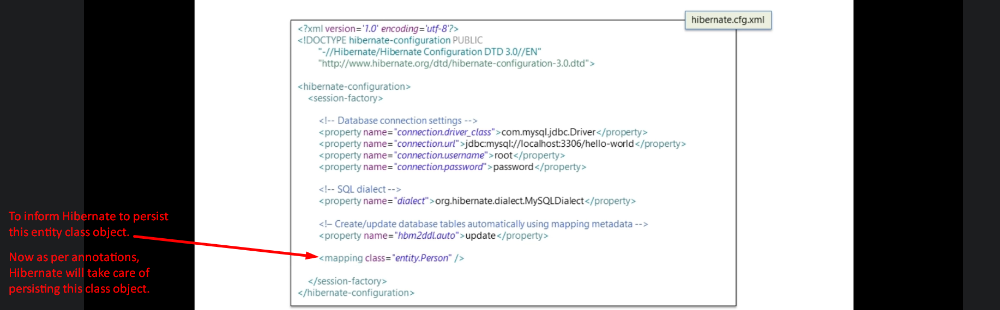 hibernate.cfg.xml
<?xml version='1.0' encoding='utf-8'?>
<!DOCTYPE hibernate-configuration PUBLIC
"-//Hibernate/Hibernate Configuration DTD 3.0//EN"
"http://www.hibernate.org/dtd/hibernate-configuration-3.0.dtd">
<hibernate-configuration>
<session-factory>
<!-- Database connection settings -->
<property name="connection.driver_class">com.mysql.jdbc.Driver</property>
<property name="connection.url">jdbc:mysql://localhost:3306/hello-world</property>
<property name="connection.username">root</property>
<property name="connection.password">password</property>
<!-- SQL dialect -->
<property name="dialect">org.hibernate.dialect.MySQLDialect</property>
<!– Create/update database tables automatically using mapping metadata -->
<property name="hbm2ddl.auto">update</property>
<mapping class="entity.Person" />
</session-factory>
</hibernate-configuration>
To inform Hibernate to persist
this entity class object.
Now as per annotations,
Hibernate will take care of
persisting this class object.